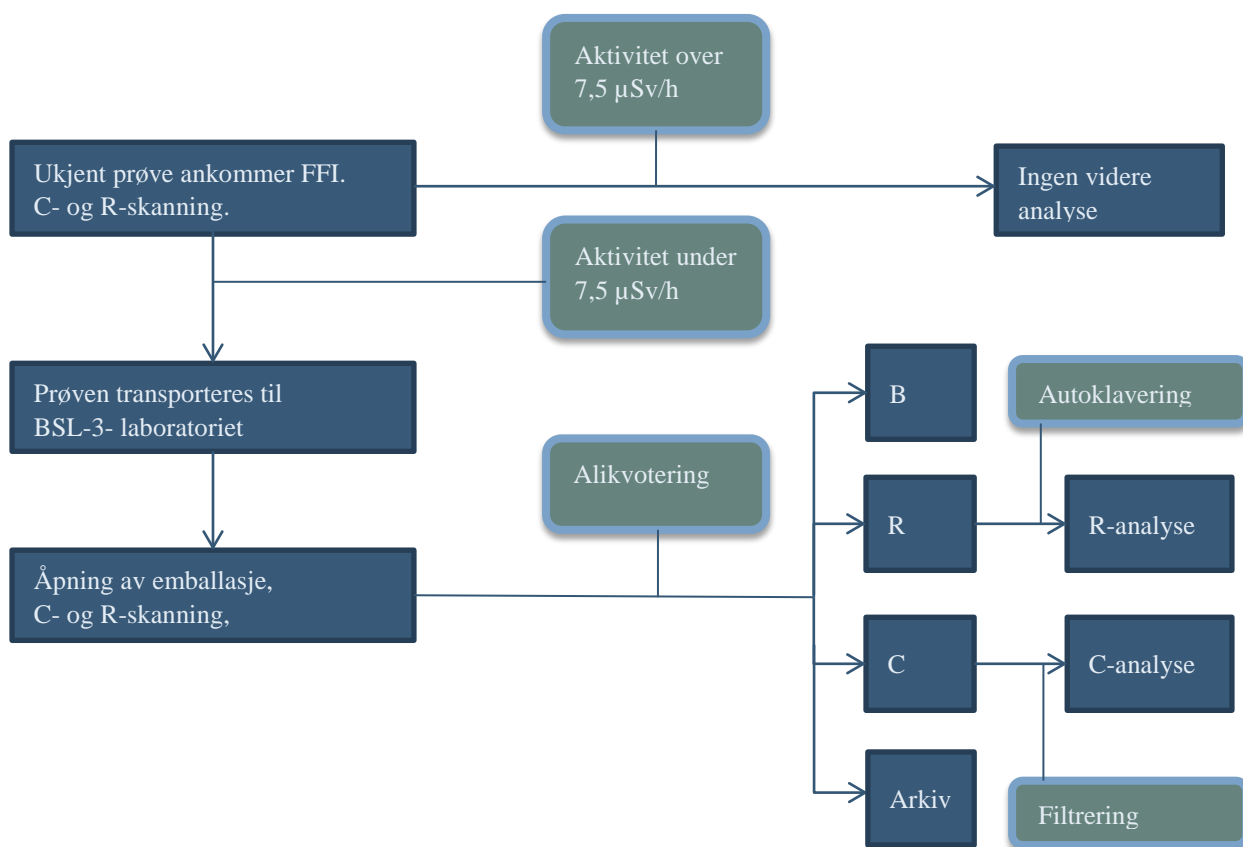 Aktivitet over
7,5 µSv/h
Ukjent prøve ankommer FFI.
C- og R-skanning.
Ingen videre
analyse
Aktivitet under
7,5 µSv/h
Prøven transporteres til
BSL-3- laboratoriet
B
Autoklavering
Alikvotering
R
R-analyse
Åpning av emballasje,
C- og R-skanning,
C
C-analyse
Arkiv
Filtrering